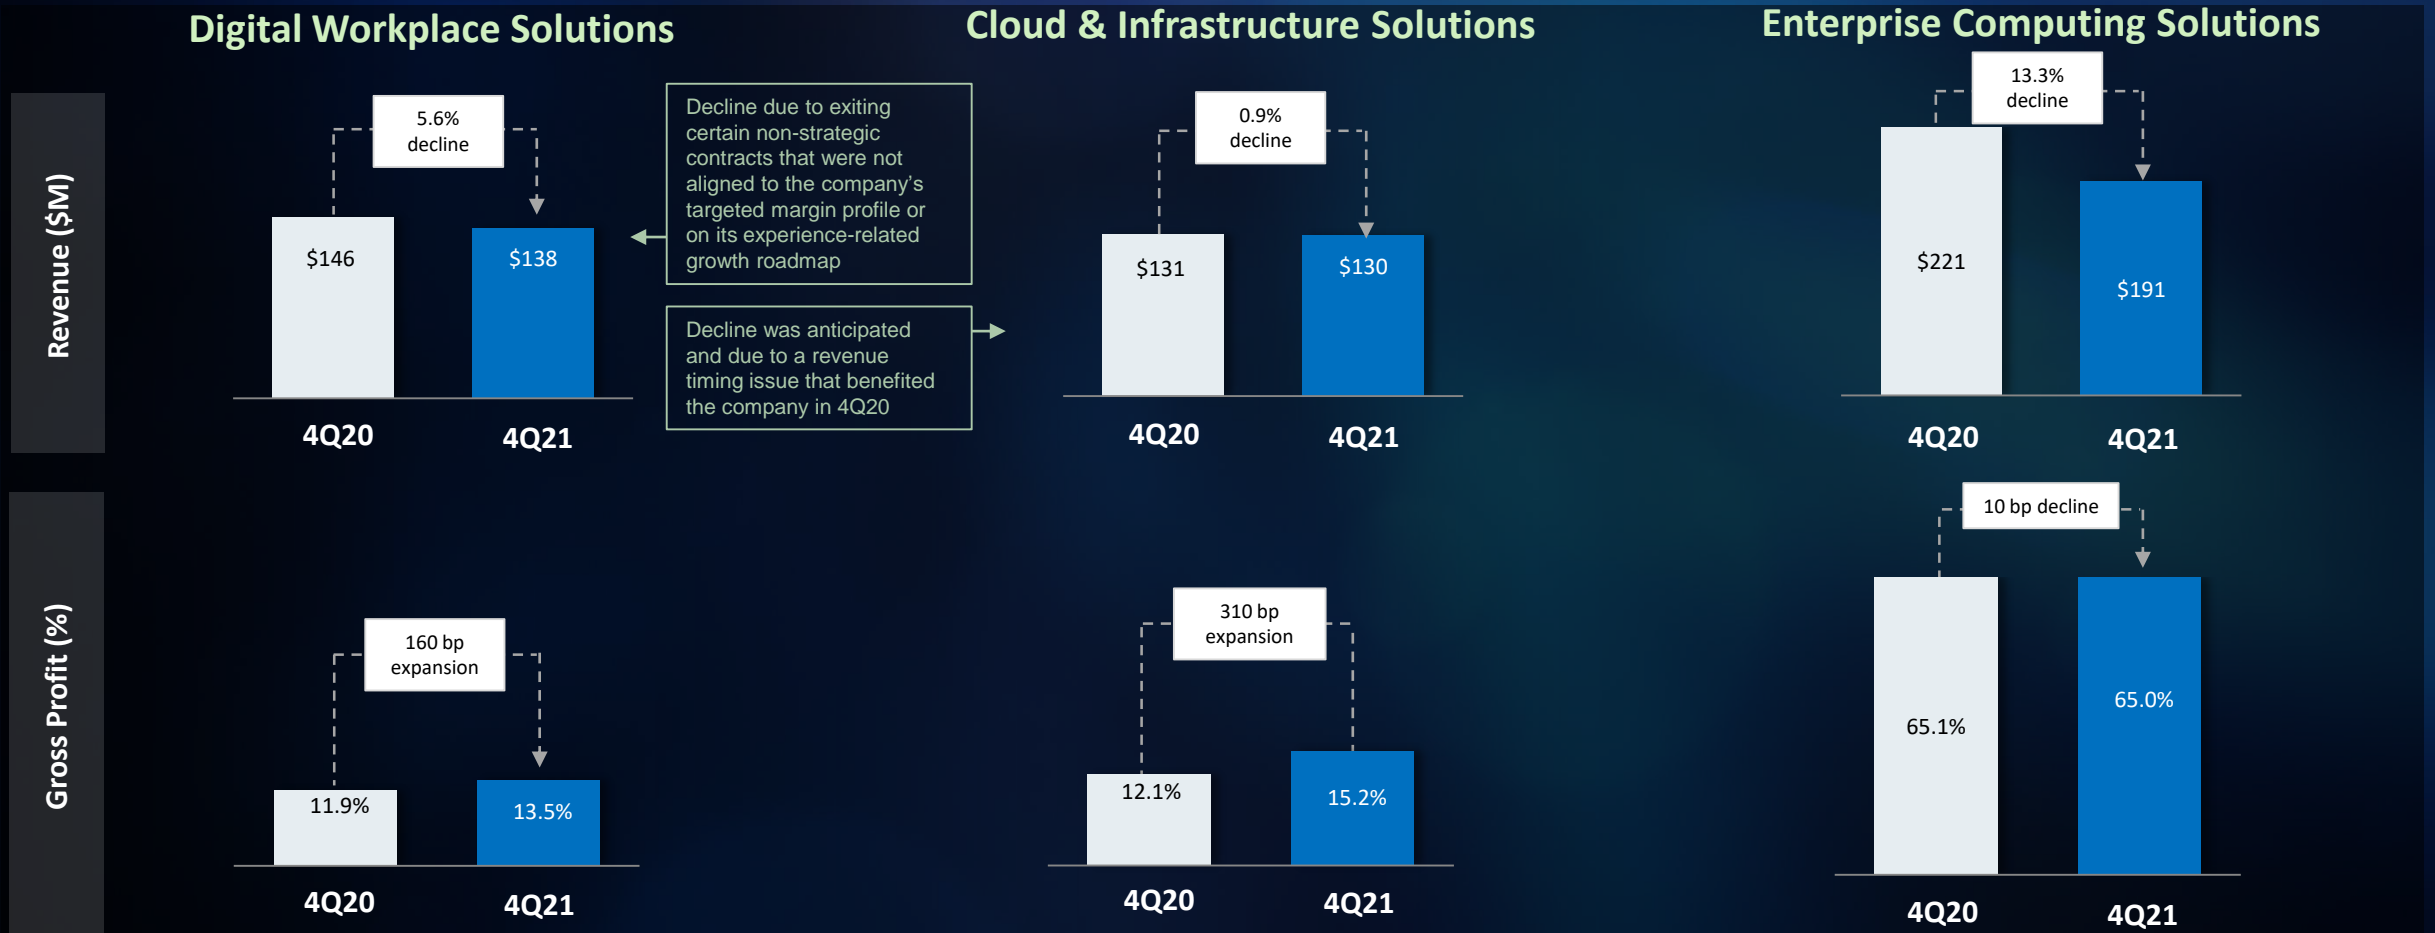 Digital Workplace Solutions
Cloud & Infrastructure Solutions
Enterprise Computing Solutions
Revenue ($M)
5.6%
decline
$146
$138
4Q20
4Q21
Decline due to exiting
certain non-strategic
contracts that were not
aligned to the company’s
targeted margin profile or
on its experience-related
growth roadmap
Decline was anticipated
and due to a revenue
timing issue that benefited
the company in 4Q20
0.9%
decline
$131
$130
4Q20
4Q21
13.3%
decline
$221
$191
4Q20
4Q21
Gross Profit (%)
160 bp
expansion
11.9%
13.5%
4Q20
4Q21
310 bp
expansion
12.1%
15.2%
4Q20
4Q21
10 bp decline
65.1%
65.0%
4Q20
4Q21